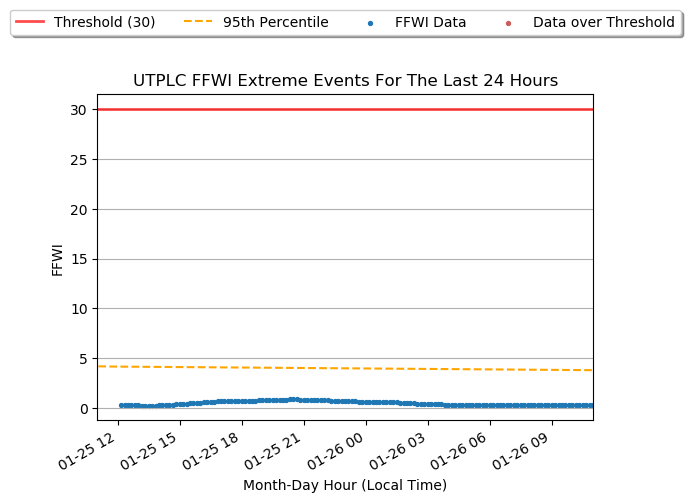 Threshold (30) 95th Percentile FFWI Data Data over Threshold
UTPLC FFWI Extreme Events For The Last 24 Hours
30
25
20
15
10
5
0
FFWI
01-25 12 01-25 15 01-25 18 01-25 21 01-26 00 01-26 03 01-26 06 01-26 09
Month-Day Hour (Local Time)